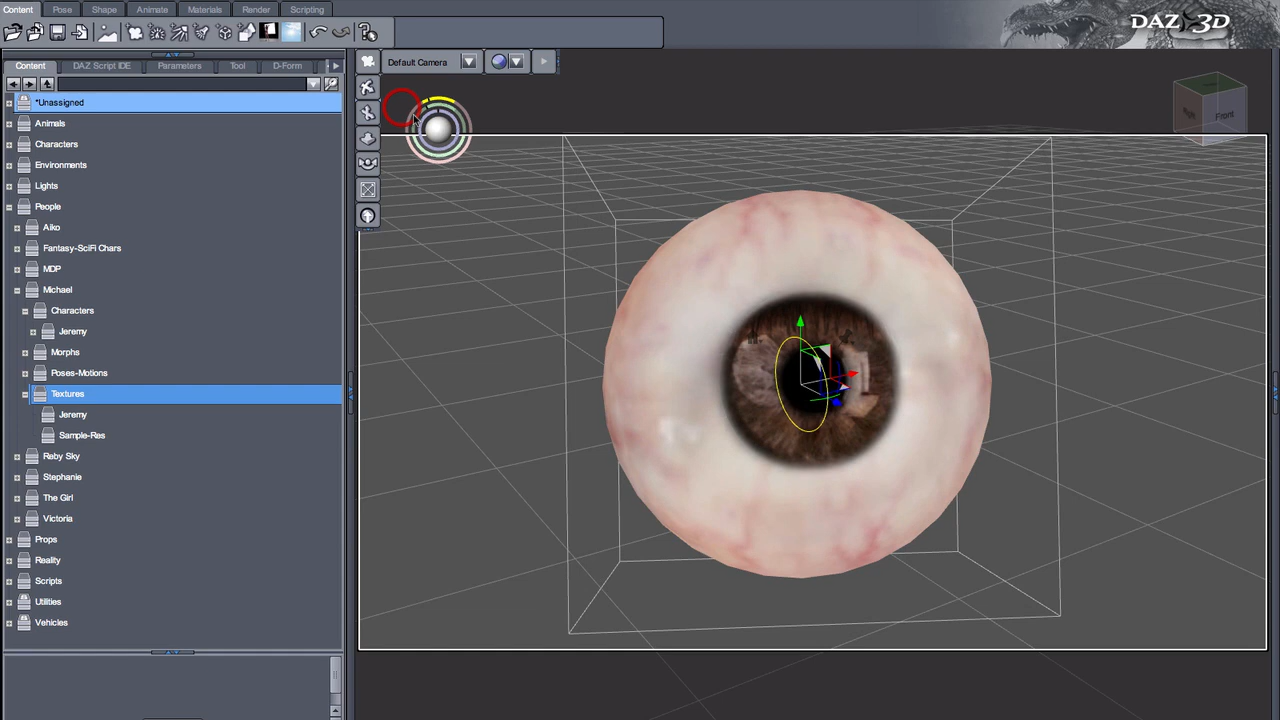 Content Pose Shape Animate Materials Render Scripting
DAZ 3D
Content DAZ Script IDE Parameters Tool D-Form
Default Camera
*Unassigned
Animals
Characters
Environments
Lights
People
Aiko
Fantasy-SciFi Chars
MDP
Michael
Characters
Jeremy
Morphs
Poses-Motions
Textures
Jeremy
Sample-Res
Reby Sky
Stephanie
The Girl
Victoria
Props
Reality
Scripts
Utilities
Vehicles
Right
Front